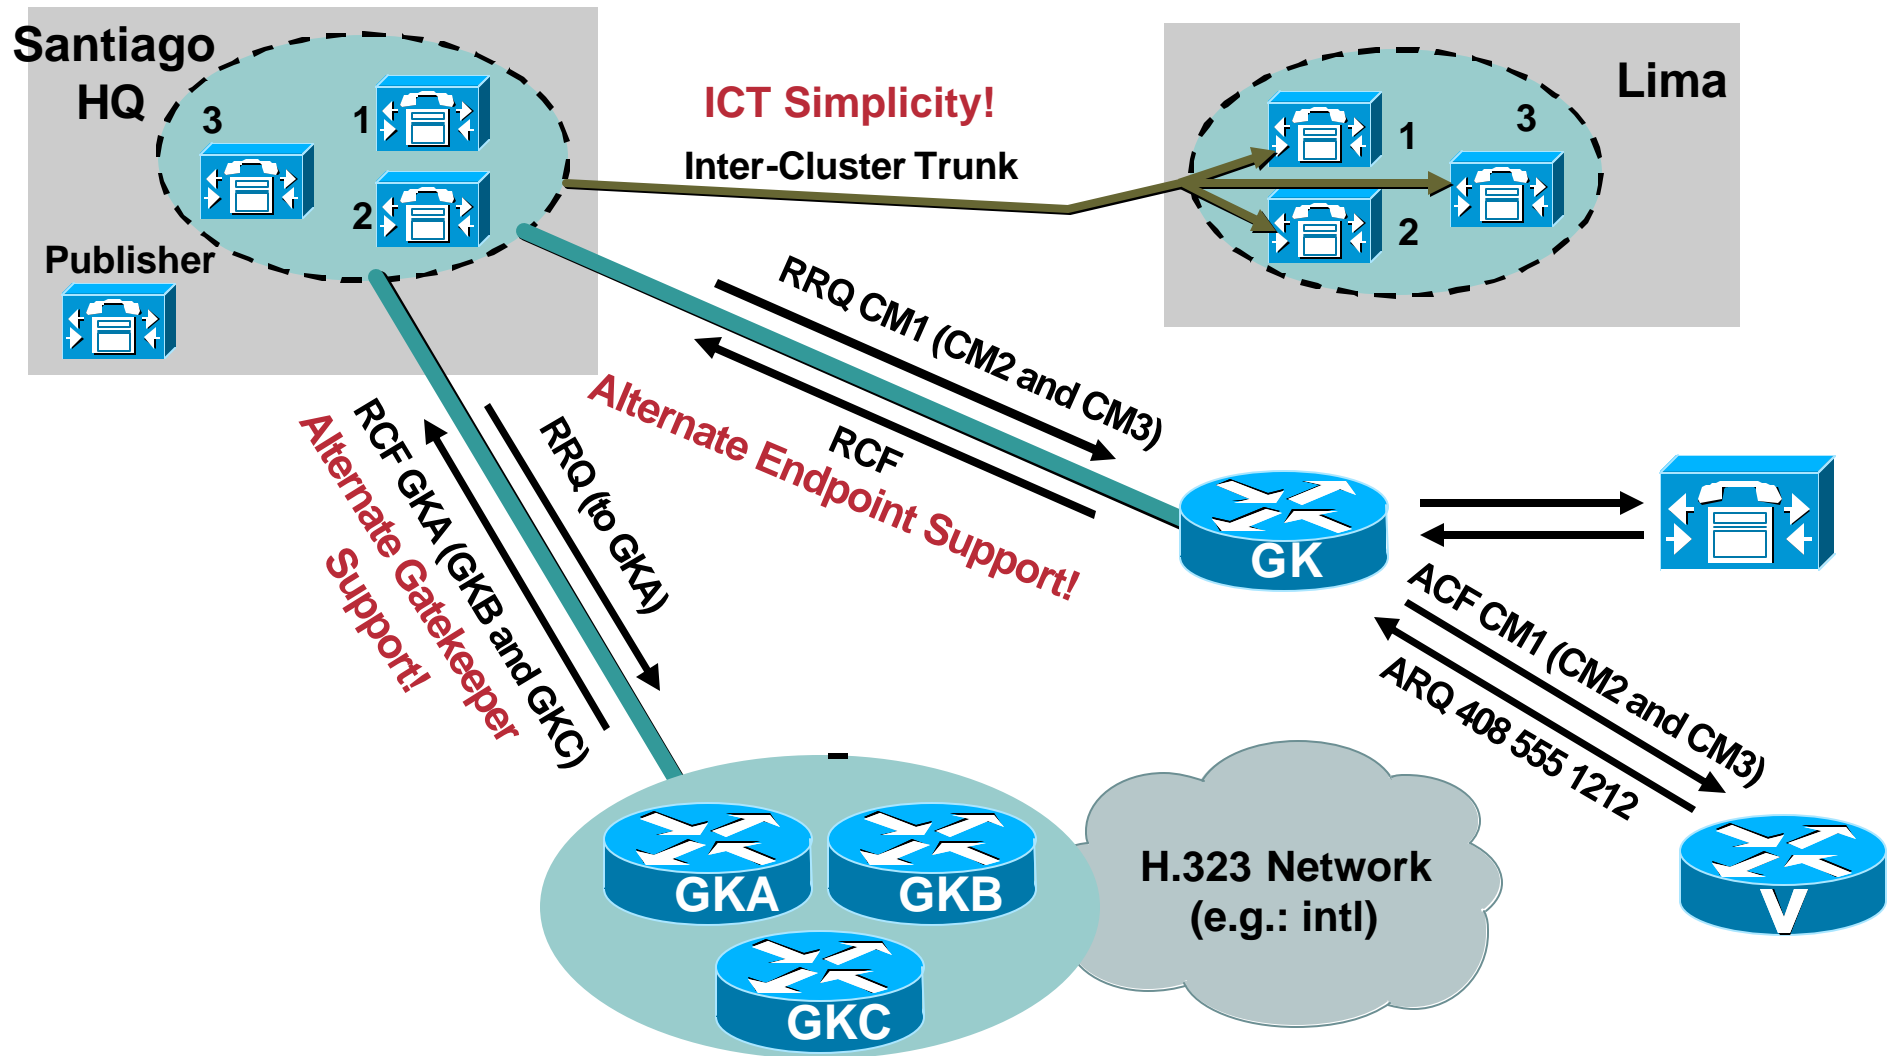 Santiago
HQ
3
1
2
Publisher
ICT Simplicity!
Inter-Cluster Trunk
Lima
1
3
2
RRQ CM1 (CM2 and CM3)
RCF
Alternate Endpoint Support!
RRQ (to GKA)
RCF GKA (GKB and GKC)
Alternate Gatekeeper
Support!
GK
ACF CM1 (CM2 and CM3)
ARQ 408 555 1212
GKA
GKB
GKC
H.323 Network
(e.g.: intl)
V